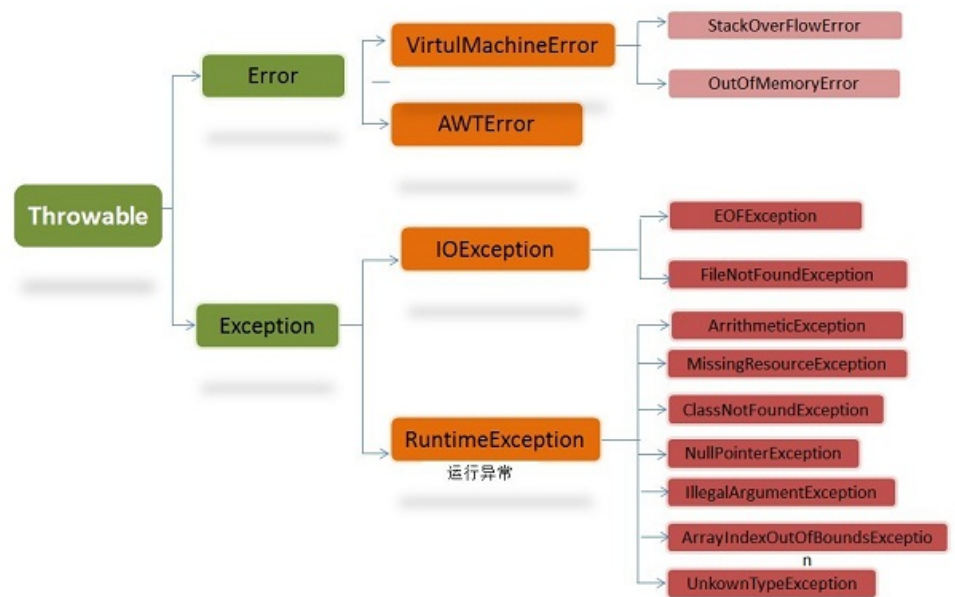 Throwable
Error
VirtulMachineError
StackOverFlowError
OutOfMemoryError
AWTError
Exception
IOException
EOFException
FileNotFoundException
RuntimeException
运行异常
ArrithmeticException
MissingResourceException
ClassNotFoundException
NullPointerException
IllegalArgumentException
ArrayIndexOutOfBoundsExceptio
n
UnkownTypeException